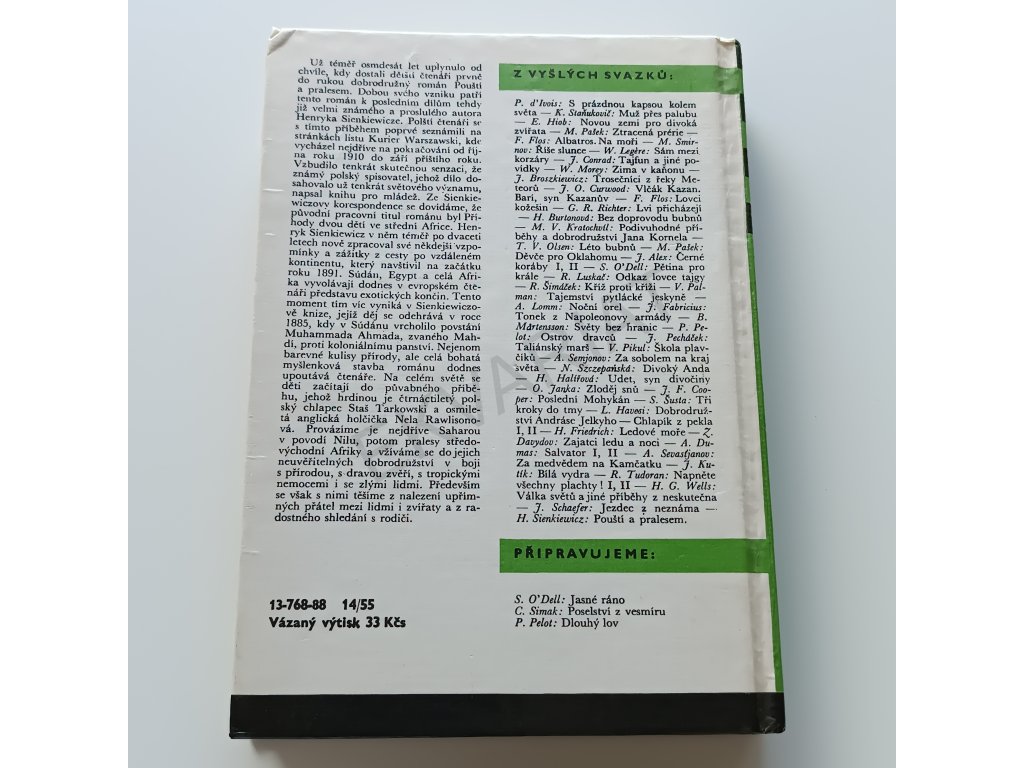 Už téměř osmdesát let uplynulo od
chvíle, kdy dostali dětští čtenáři prvně
do rukou dobrodružný román Pouští
a pralesem. Dobou svého vzniku patří
tento román k posledním dílům tehdy
již velmi známého a proslulého autora
Henryka Sienkiewicze. Polští čtenáři se
s tímto příběhem poprvé seznámili na
stránkách listu Kurier Warszawski, kde
vycházel nejdříve na pokračování od říj-
na roku 1910 do září příštího roku.
Vzbudilo tenkrát skutečnou senzaci, že
známý polský spisovatel, jehož dílo do-
sahovalo už tenkrát světového významu,
napsal knihu pro mládež. Ze Sienkie-
wiczovy korespondence se dovídáme, že
původní pracovní titul románu byl Pří-
hody dvou dětí ve střední Africe. Hen-
ryk Sienkiewicz v něm téměř po dvaceti
letech nově zpracoval své někdejší vzpo-
mínky a zážitky z cesty po vzdáleném
kontinentu, který navštívil na začátku
roku 1891. Súdán, Egypt a celá Afri-
ka vyvolávají dodnes v evropském čte-
náři představu exotických končin. Tento
moment tím víc vyniká v Sienkiewiczo-
vě knize, jejíž děj se odehrává v roce
1885, kdy v Súdánu vrcholilo povstání
Muhammada Ahmada, zvaného Mah-
dí, proti koloniálnímu panství. Nejenom
barevné kulisy přírody, ale celá bohatá
myšlenková stavba románu dodnes
upoutává čtenáře. Na celém světě se
děti začítají do půvabného příbě-
hu, jehož hrdinou je čtrnáctiletý pol-
ský chlapec Staš Tarkowski a osmile-
tá anglická holčička Nela Rawlisono-
vá. Provázíme je nejdříve Saharou
v povodí Nilu, potom pralesy středo-
východní Afriky a vžíváme se do jejich
neuvěřitelných dobrodružství v boji
s přírodou, s dravou zvěří, s tropickými
nemocemi i se zlými lidmi. Především
se však s nimi těšíme z nalezení upřím-
ných přátel mezi lidmi i zvířaty a z ra-
dostného shledání s rodiči.
13-768-88 14/55
Vázaný výtisk 33 Kčs
Z VYŠLÝCH SVAZKŮ:
P. d'Ivois: S prázdnou kapsou kolem
světa — K. Staňukovič: Muž přes palubu
— E. Hiob: Novou zemi pro divoká
zvířata — M. Pašek: Ztracená prérie —
F. Flos: Albatros. Na moři — M. Smir-
nov: Říše slunce — W. Legère: Sám mezi
korzáry — J. Conrad: Tajfun a jiné po-
vídky — W. Morey: Zima v kaňonu —
J. Broszkiewicz: Trosečníci z řeky Me-
teorů — J. O. Curwood: Vlčák Kazan.
Barí, syn Kazanův — F. Flos: Lovci
kožešin — G. R. Richter: Lvi přicházejí
— H. Burtonová: Bez doprovodu bubnů
— M. V. Kratochvíl: Podivuhodné pří-
běhy a dobrodružství Jana Kornela —
T. V. Olsen: Léto bubnů — M. Pašek:
Děvče pro Oklahomu — J. Alex: Černé
koráby I, II — S. O'Dell: Pětina pro
krále — R. Luskač: Odkaz lovce tajgy
— R. Šimáček: Kříž proti kříži — V. Pal-
man: Tajemství pytlácké jeskyně —
A. Lomm: Noční orel — J. Fabricius:
Tonek z Napoleonovy armády — B.
Mårtensson: Světy bez hranic — P. Pe-
lot: Ostrov dravců — J. Pecháček:
Taliánský marš — V. Pikul: Škola plav-
číků — A. Semjonov: Za sobolem na kraj
světa — N. Szczepańská: Divoký Anda
— H. Halířová: Udet, syn divočiny
— O. Janka: Zloděj snů — J. F. Coo-
per: Poslední Mohykán — S. Šusta: Tři
kroky do tmy — L. Havesi: Dobrodruž-
ství Andráse Jelkyho — Chlapík z pekla
I, II — H. Friedrich: Ledové moře — Z.
Davydov: Zajatci ledu a noci — A. Du-
mas: Salvator I, II — A. Sevasťjanov:
Za medvědem na Kamčatku — J. Ku-
tík: Bílá vydra — R. Tudoran: Napněte
všechny plachty! I, II — H. G. Wells:
Válka světů a jiné příběhy z neskutečna
— J. Schaefer: Jezdec z neznáma —
H. Sienkiewicz: Pouští a pralesem.
PŘIPRAVUJEME:
S. O'Dell: Jasné ráno
C. Simak: Poselství z vesmíru
P. Pelot: Dlouhý lov